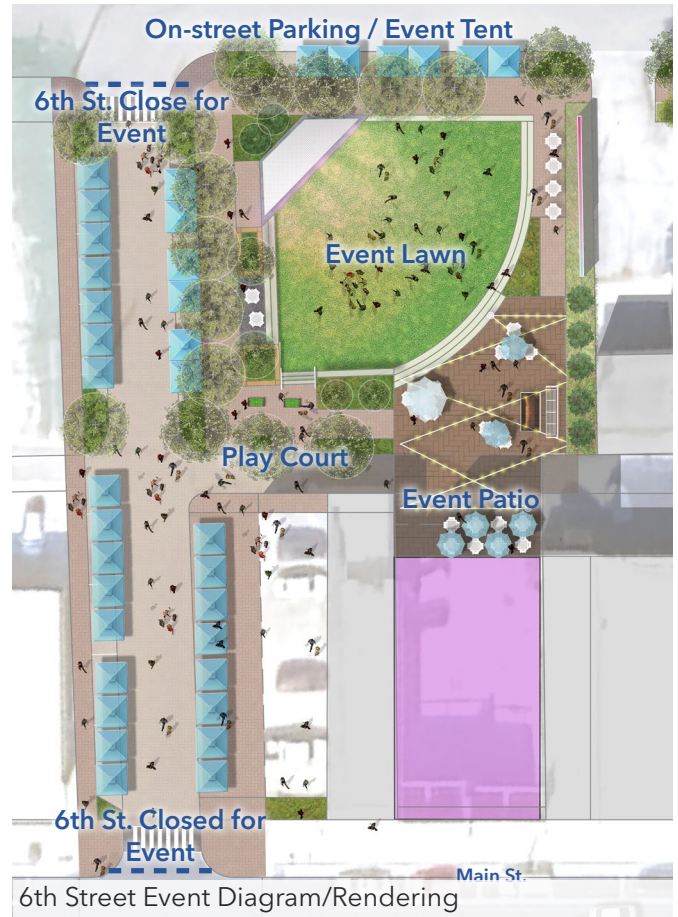 On-street Parking / Event Tent
6th St. Close for
Event
Event Lawn
Play Court
Event Patio
6th St. Closed for
Event
Main St.
6th Street Event Diagram/Rendering